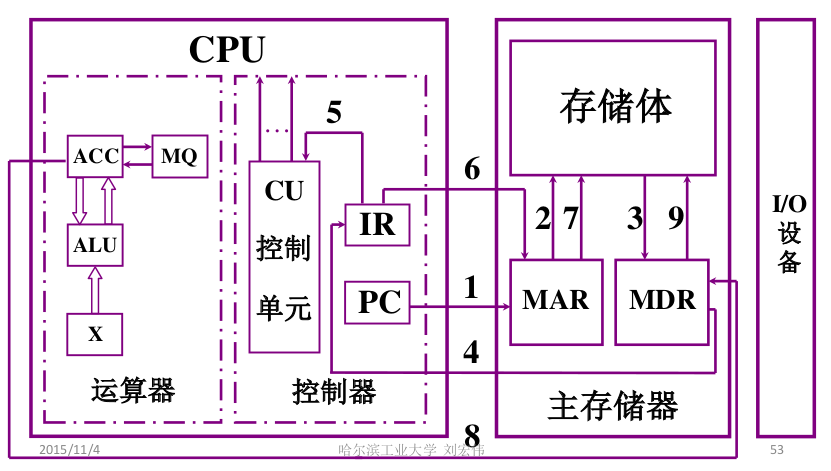 CPU
存储体
5
...
ACC
MQ
CU
控制
单元
6
2
7
3
9
I/O
设
备
IR
ALU
PC
1
MAR
MDR
X
4
运算器
控制器
主存储器
8
2015/11/4
哈尔滨工业大学 刘宏伟
53